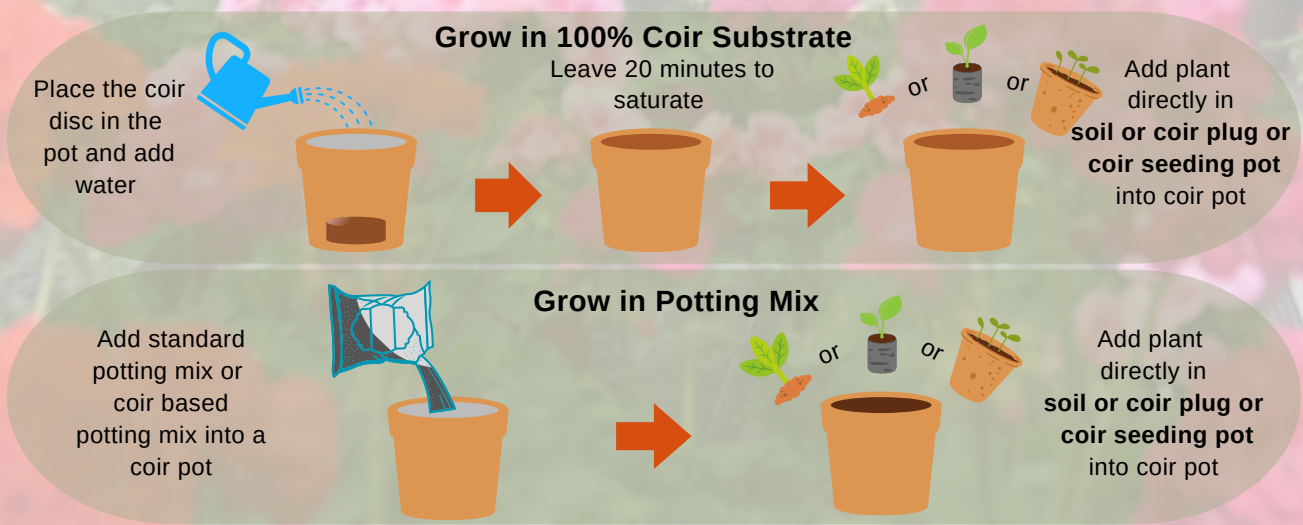 Grow in 100% Coir Substrate
Place the coir
disc in the
pot and add
water
Leave 20 minutes to
saturate
or
or
Add plant
directly in
soil or coir plug or
coir seeding pot
into coir pot
Grow in Potting Mix
Add standard
potting mix or
coir based
potting mix into a
coir pot
or
or
Add plant
directly in
soil or coir plug or
coir seeding pot
into coir pot